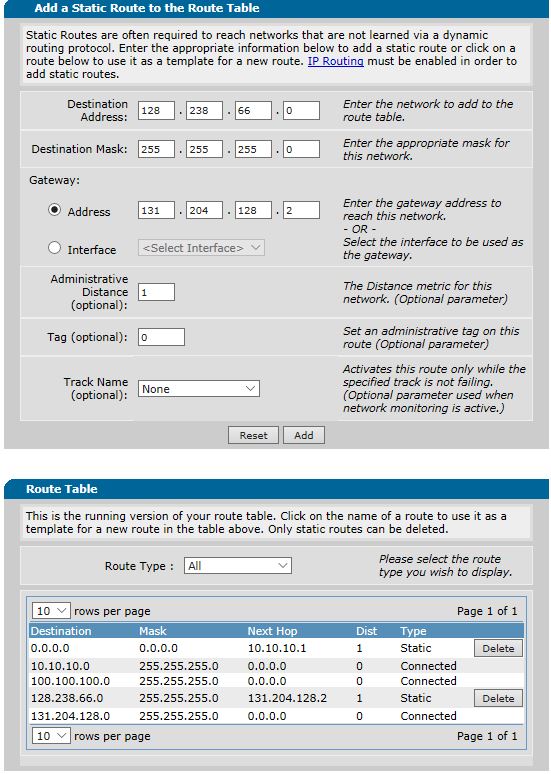 Add a Static Route to the Route Table
Static Routes are often required to reach networks that are not learned via a dynamic
routing protocol. Enter the appropriate information below to add a static route or click on a
route below to use it as a template for a new route. IP Routing must be enabled in order to
add static routes.
Destination Address: 128 . 238 . 66 . 0 Enter the network to add to the
route table.
Destination Mask: 255 . 255 . 255 . 0 Enter the appropriate mask for
this network.
Gateway:
Address 131 . 204 . 128 . 2 Enter the gateway address to
reach this network.
- OR -
Interface <Select Interface> Select the interface to be used as
the gateway.
Administrative
Distance
(optional): 1 The Distance metric for this
network. (Optional parameter)
Tag (optional): 0 Set an administrative tag on this
route (Optional parameter)
Track Name
(optional): None Activates this route only while the
specified track is not failing.
(Optional parameter used when
network monitoring is active.)
Reset Add
Route Table
This is the running version of your route table. Click on the name of a route to use it as a
template for a new route in the table above. Only static routes can be deleted.
Route Type : All Please select the route
type you wish to display.
10 rows per page Page 1 of 1
Destination Mask Next Hop Dist Type
0.0.0.0 0.0.0.0 10.10.10.1 1 Static Delete
10.10.10.0 255.255.255.0 0.0.0.0 0 Connected
100.100.100.0 255.255.255.0 0.0.0.0 0 Connected
128.238.66.0 255.255.255.0 131.204.128.2 1 Static Delete
131.204.128.0 255.255.255.0 0.0.0.0 0 Connected
10 rows per page Page 1 of 1